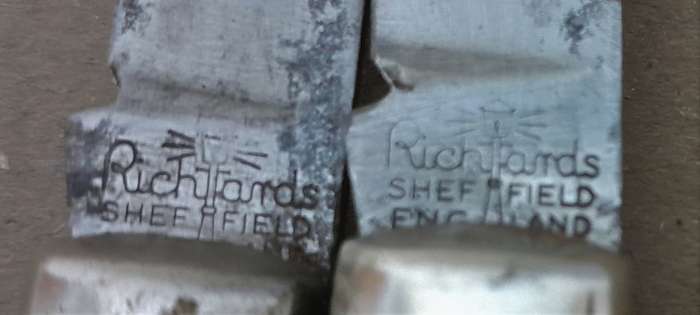 Richards
SHEFFIELD
Richards
SHEFFIELD
ENGLAND